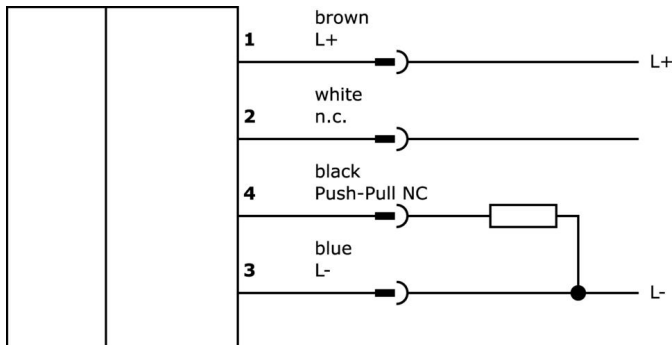 brown
1 L+
L+
white
2 n.c.
black
4 Push-Pull NC
blue
3 L-
L-